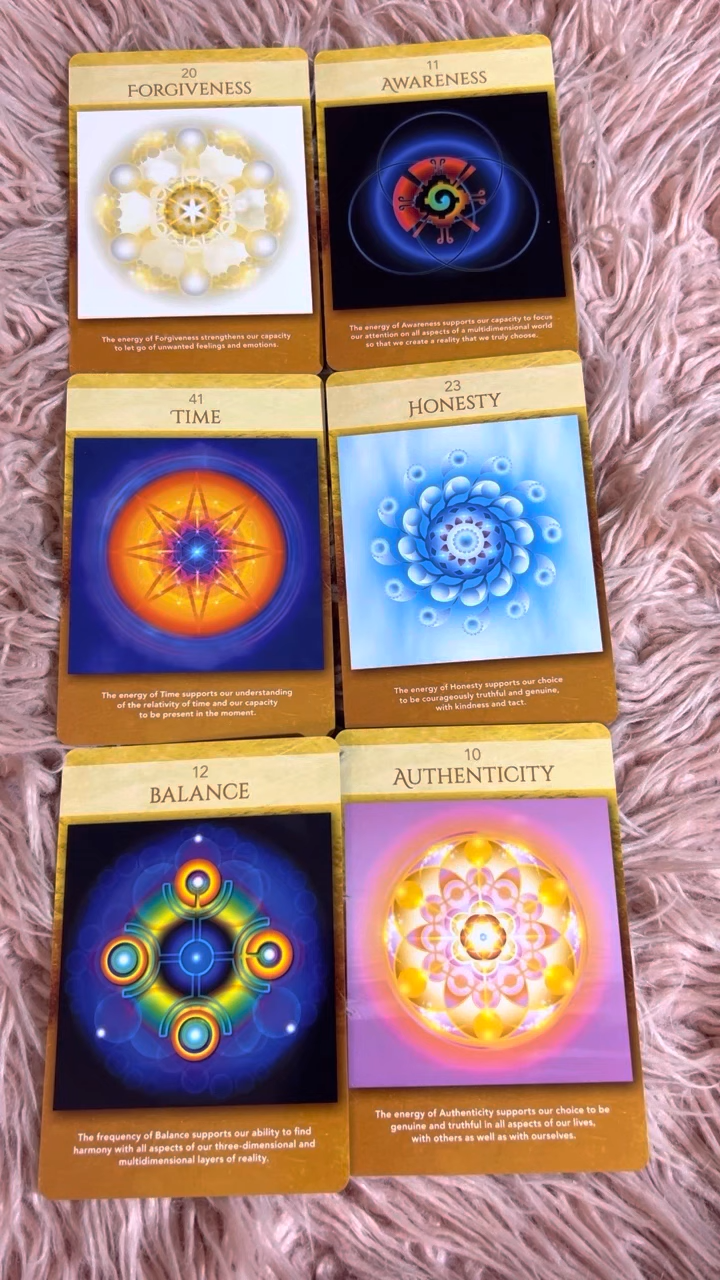 20
FORGIVENESS
The energy of Forgiveness strengthens our capacity
to let go of unwanted feelings and emotions.
11
AWARENESS
The energy of Awareness supports our capacity to focus
our attention on all aspects of a multidimensional world
so that we create a reality that we truly choose.
41
TIME
The energy of Time supports our understanding
of the relativity of time and our capacity
to be present in the moment.
23
HONESTY
The energy of Honesty supports our choice
to be courageously truthful and genuine,
with kindness and tact.
12
BALANCE
The frequency of Balance supports our ability to find
harmony with all aspects of our three-dimensional and
multidimensional layers of reality.
10
AUTHENTICITY
The energy of Authenticity supports our choice to be
genuine and truthful in all aspects of our lives,
with others as well as with ourselves.